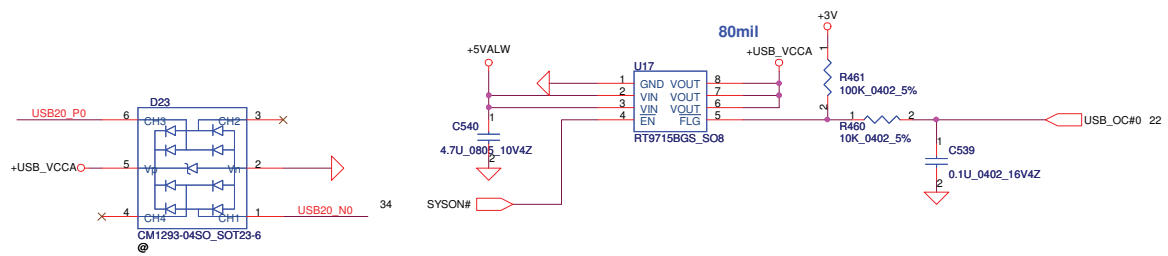 D23
USB20_P0
6
CH3
CH2
3
+USB_VCCA
5
Vp
Vn
2
4
CH4
CH1
1
USB20_N0
34
CM1293-04SO_SOT23-6
@
80mil
+5VALW
1
C540
4.7U_0805_10V4Z
2
SYSON#
U17
1 GND VOUT 8
2 VIN VOUT 7
3 VIN VOUT 6
4 EN FLG 5
RT9715BGS_SO8
+USB_VCCA
+3V
1
R461
100K_0402_5%
2
1 2
R460
10K_0402_5%
1
C539
0.1U_0402_16V4Z
2
USB_OC#0 22